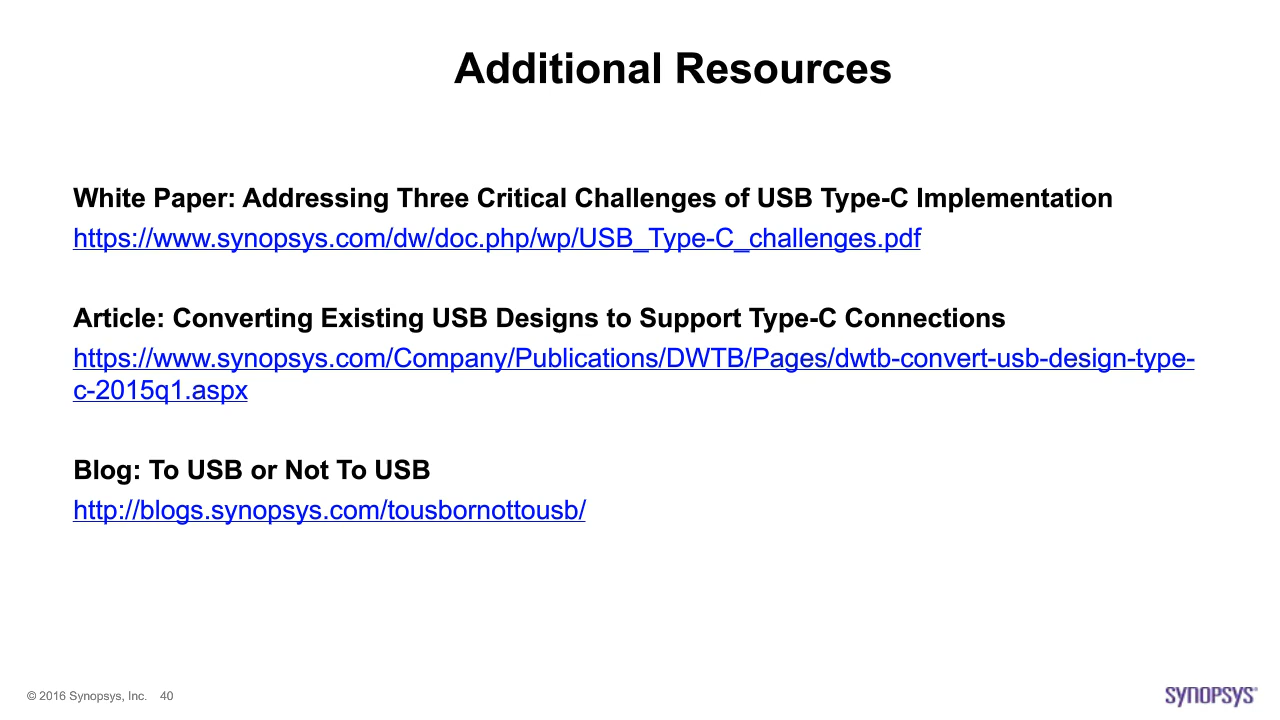 Additional Resources
White Paper: Addressing Three Critical Challenges of USB Type-C Implementation
https://www.synopsys.com/dw/doc.php/wp/USB_Type-C_challenges.pdf
Article: Converting Existing USB Designs to Support Type-C Connections
https://www.synopsys.com/Company/Publications/DWTB/Pages/dwtb-convert-usb-design-type-
c-2015q1.aspx
Blog: To USB or Not To USB
http://blogs.synopsys.com/tousbornottousb/
© 2016 Synopsys, Inc. 40
SYNOPSYS®